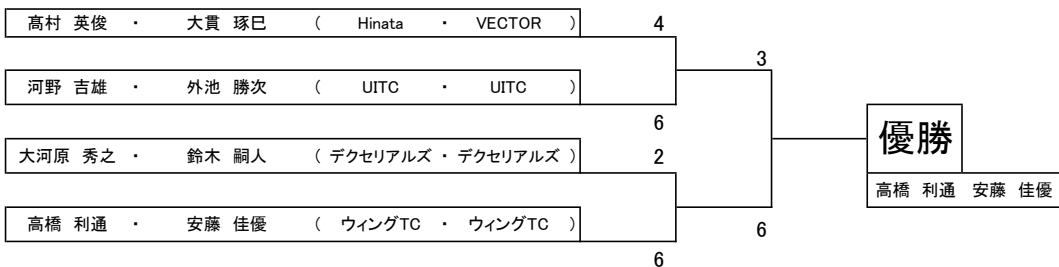 髙村 英俊 ・ 大貫 琢巳 ( Hinata ・ VECTOR ) 4
3
河野 吉雄 ・ 外池 勝次 ( UITC ・ UITC )
6
優勝
大河原 秀之 ・ 鈴木 嗣人 ( デクセリアルズ ・ デクセリアルズ ) 2
高橋 利通 安藤 佳優
高橋 利通 ・ 安藤 佳優 ( ウィングTC ・ ウィングTC )
6
6